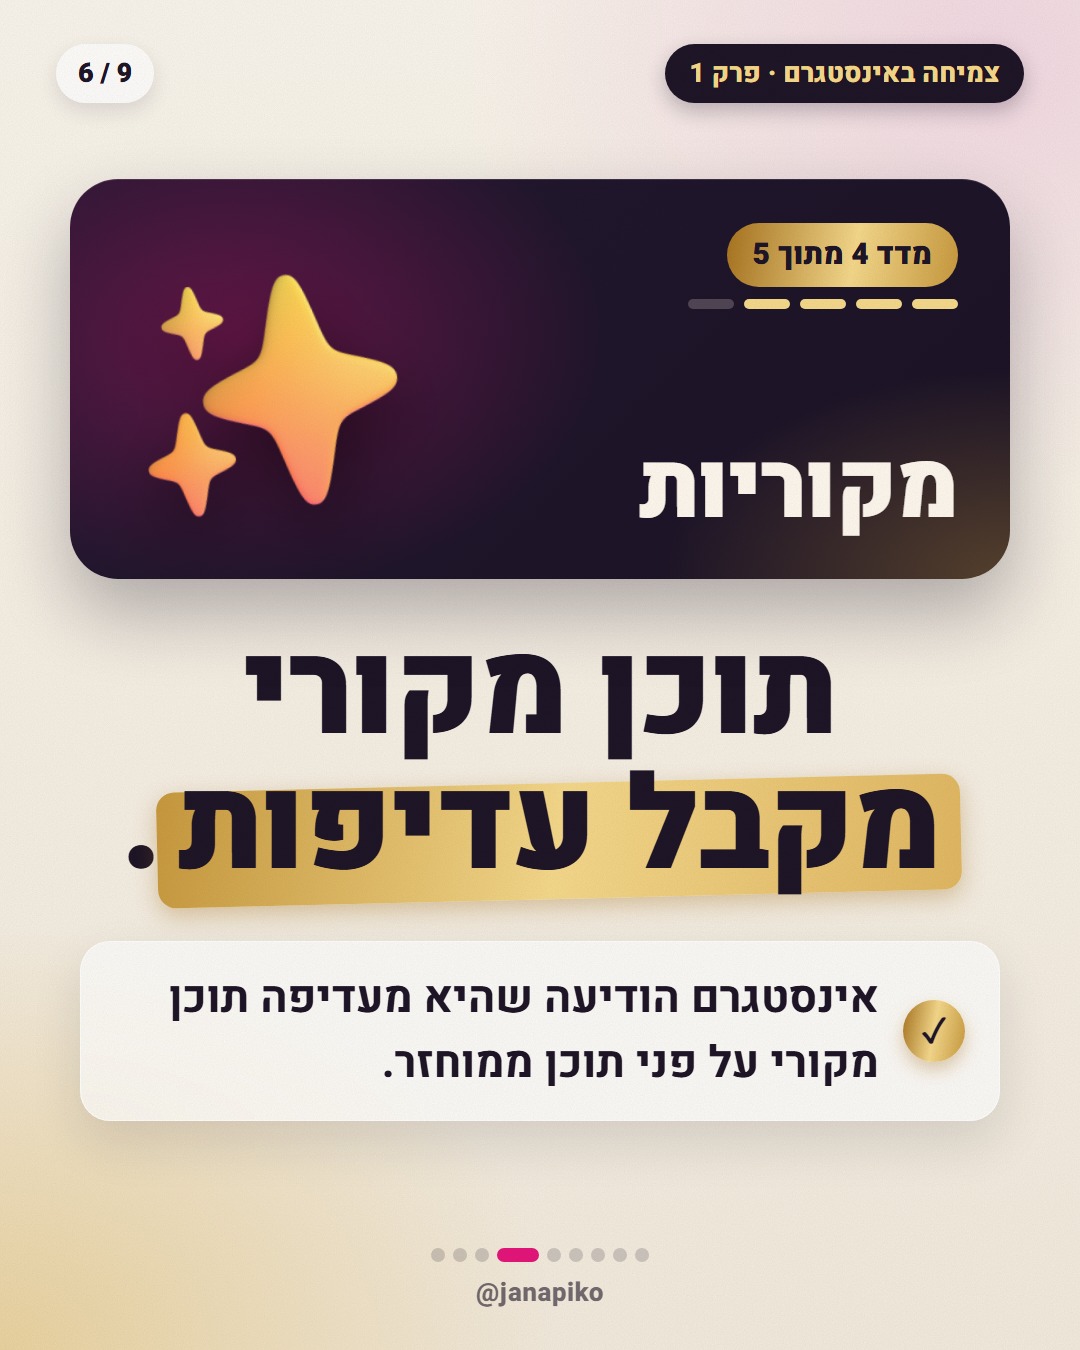 צמיחה באינסטגרם · פרק 1
6 / 9
מדד 4 מתוך 5
מקוריות
תוכן מקורי
מקבל עדיפות.
אינסטגרם הודיעה שהיא מעדיפה תוכן
מקורי על פני תוכן ממוחזר.
@janapiko